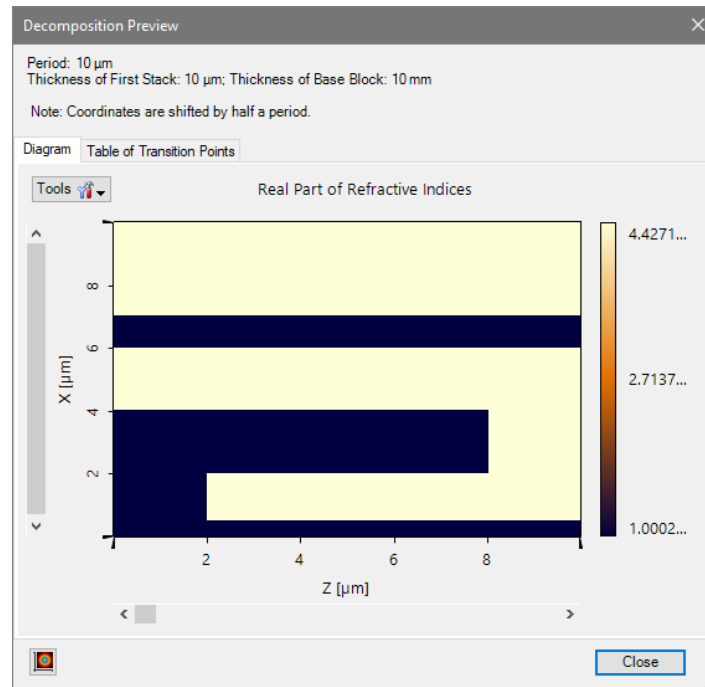 Decomposition Preview
Period: 10 µm
Thickness of First Stack: 10 µm; Thickness of Base Block: 10 mm
Note: Coordinates are shifted by half a period.
Diagram
Table of Transition Points
Tools
Real Part of Refractive Indices
4.4271...
2.7137...
1.0002...
8
6
4
2
X [µm]
2 4 6 8
Z [µm]
Close